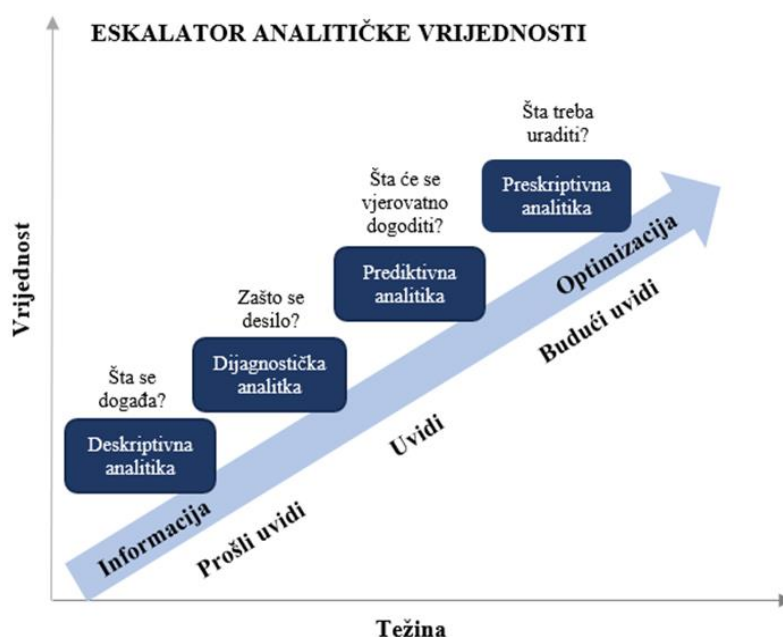 ESKALATOR ANALITIČKE VRIJEDNOSTI
Šta treba
uraditi?
Preskriptivna
analitika
Šta će se
vjerovatno
dogoditi?
Prediktivna
analitika
Zašto se
desilo?
Dijagnostička
analitka
Šta se
događa?
Deskriptivna
analitika
Informacija
Optimizacija
Prošli uvidi
Uvidi
Budući uvidi
Vrijednost
Težina